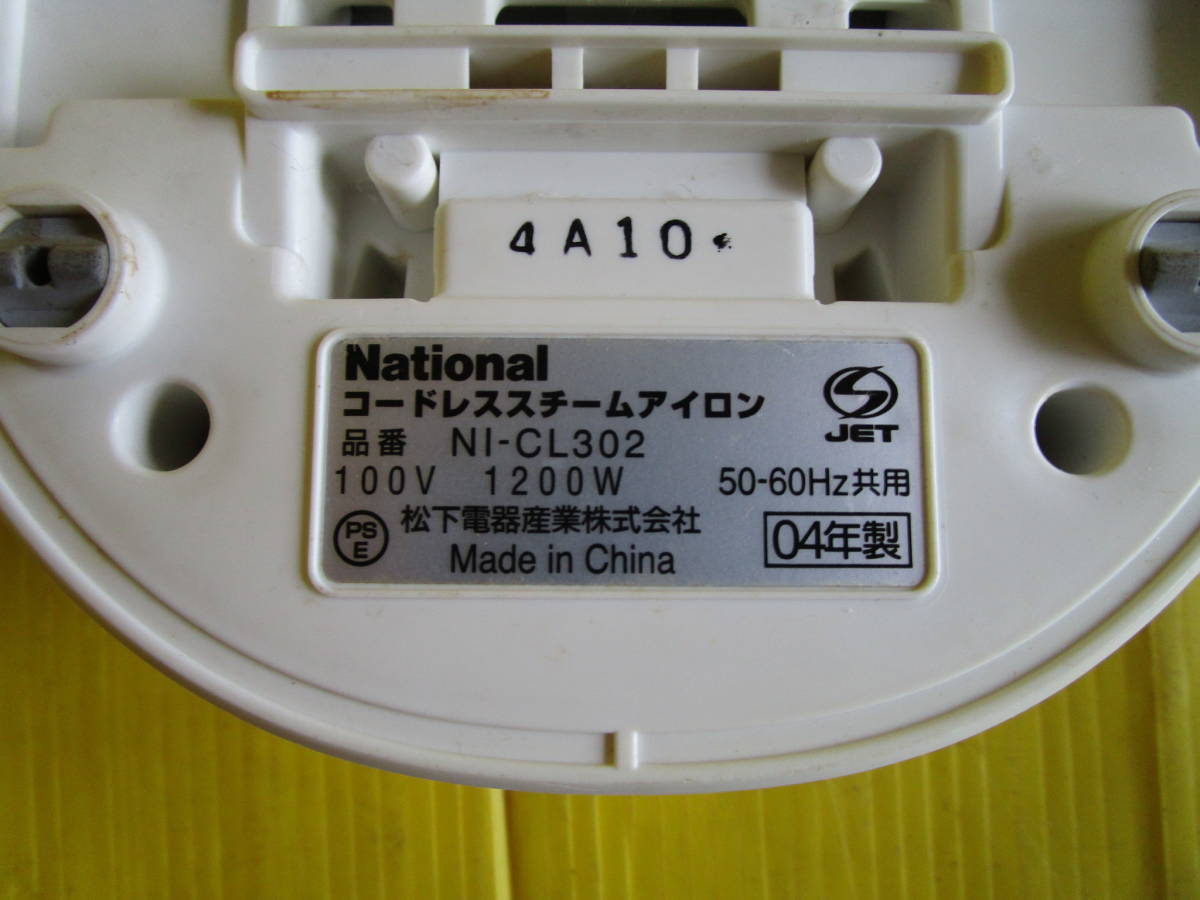 4A10
National
コードレススチームアイロン
JET
品番 NI-CL302
100V 1200W 50-60Hz共用
PS E 松下電器産業株式会社
Made in China 04年製